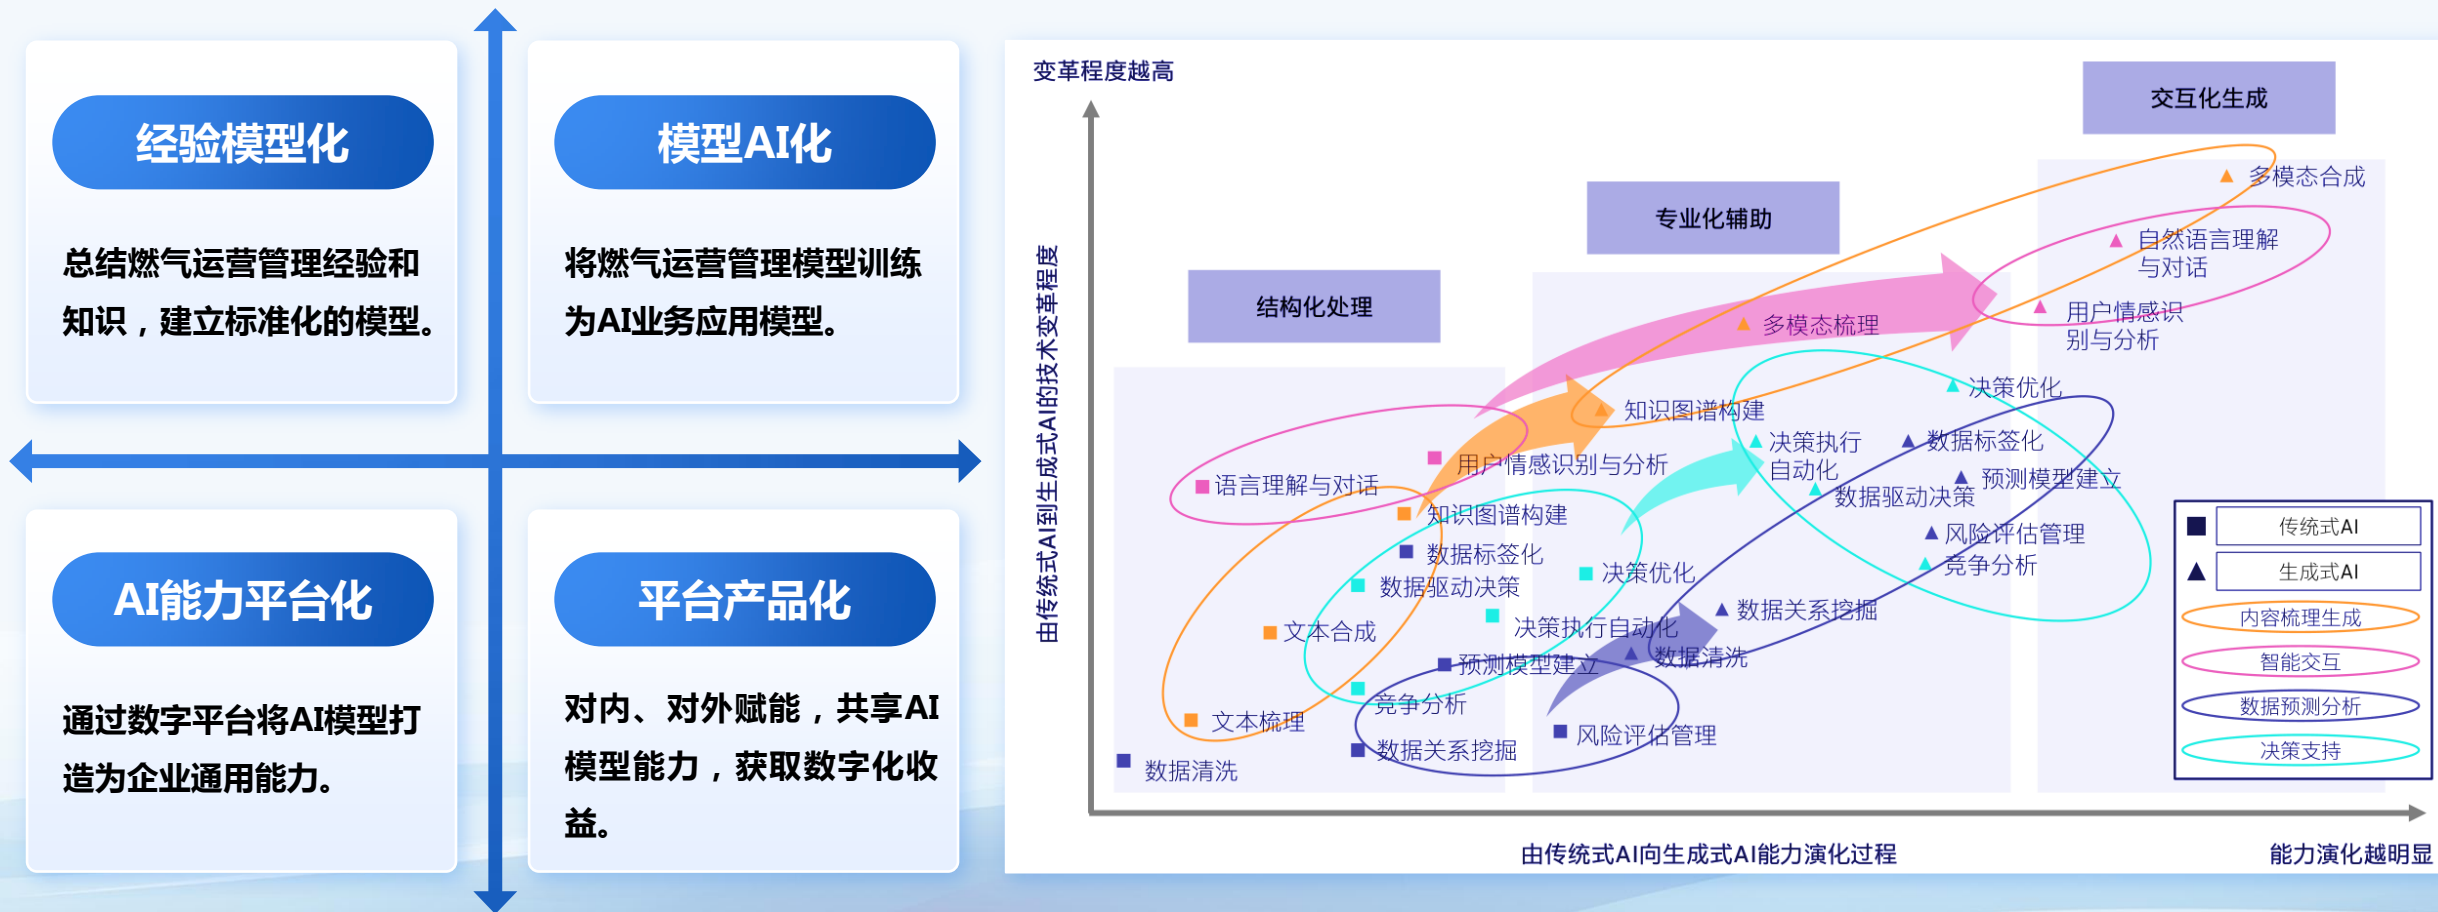 经验模型化
总结燃气运营管理经验和
知识，建立标准化的模型。
模型AI化
将燃气运营管理模型训练
为AI业务应用模型。
AI能力平台化
通过数字平台将AI模型打
造为企业通用能力。
平台产品化
对内、对外赋能，共享AI
模型能力，获取数字化收
益。
变革程度越高
由传统式AI到生成式AI的技术变革程度
结构化处理
专业化辅助
交互化生成
多模态合成
自然语言理解
与对话
用户情感识
别与分析
多模态梳理
知识图谱构建
决策优化
决策执行
自动化
数据标签化
预测模型建立
数据驱动决策
风险评估管理
竞争分析
数据关系挖掘
数据清洗
用户情感识别与分析
语言理解与对话
知识图谱构建
数据标签化
数据驱动决策
决策优化
文本合成
决策执行自动化
预测模型建立
竞争分析
文本梳理
风险评估管理
数据关系挖掘
数据清洗
传统式AI
生成式AI
内容梳理生成
智能交互
数据预测分析
决策支持
由传统式AI向生成式AI能力演化过程
能力演化越明显